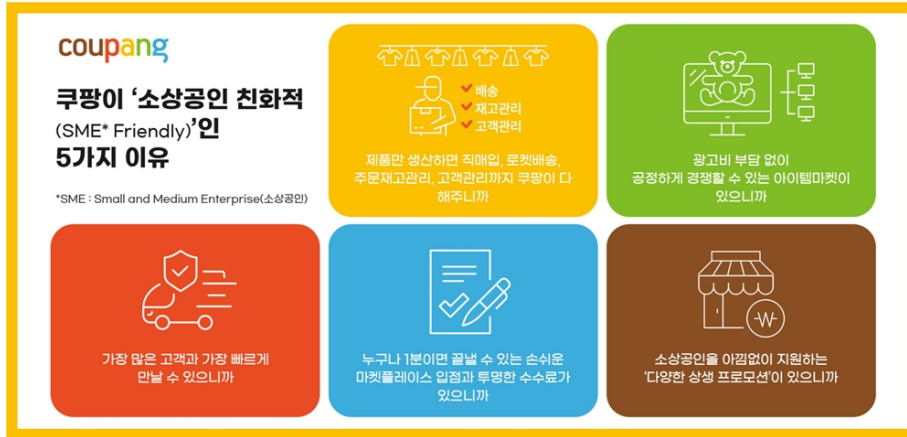 coupang
쿠팡이 ‘소상공인 친화적
(SME* Friendly)’인
5가지 이유
*SME : Small and Medium Enterprise(소상공인)
배송
재고관리
고객관리
제품만 생산하면 직매입, 로켓배송,
주문재고관리, 고객관리까지 쿠팡이 다
해주니까
광고비 부담 없이
공정하게 경쟁할 수 있는 아이템마켓이
있으니까
가장 많은 고객과 가장 빠르게
만날 수 있으니까
누구나 1분이면 끝낼 수 있는 손쉬운
마켓플레이스 입점과 투명한 수수료가
있으니까
소상공인을 아낌없이 지원하는
‘다양한 상생 프로모션’이 있으니까